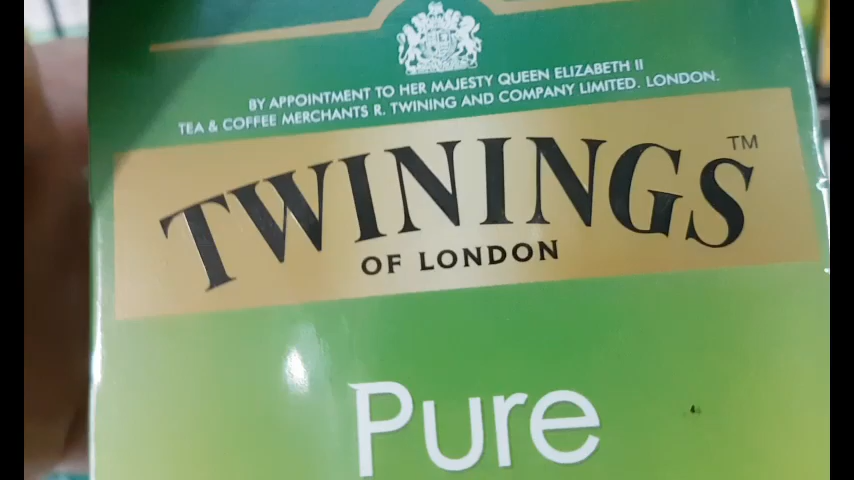 BY APPOINTMENT TO HER MAJESTY QUEEN ELIZABETH II
TEA & COFFEE MERCHANTS R. TWINING AND COMPANY LIMITED. LONDON.
TWININGS™
OF LONDON
Pure